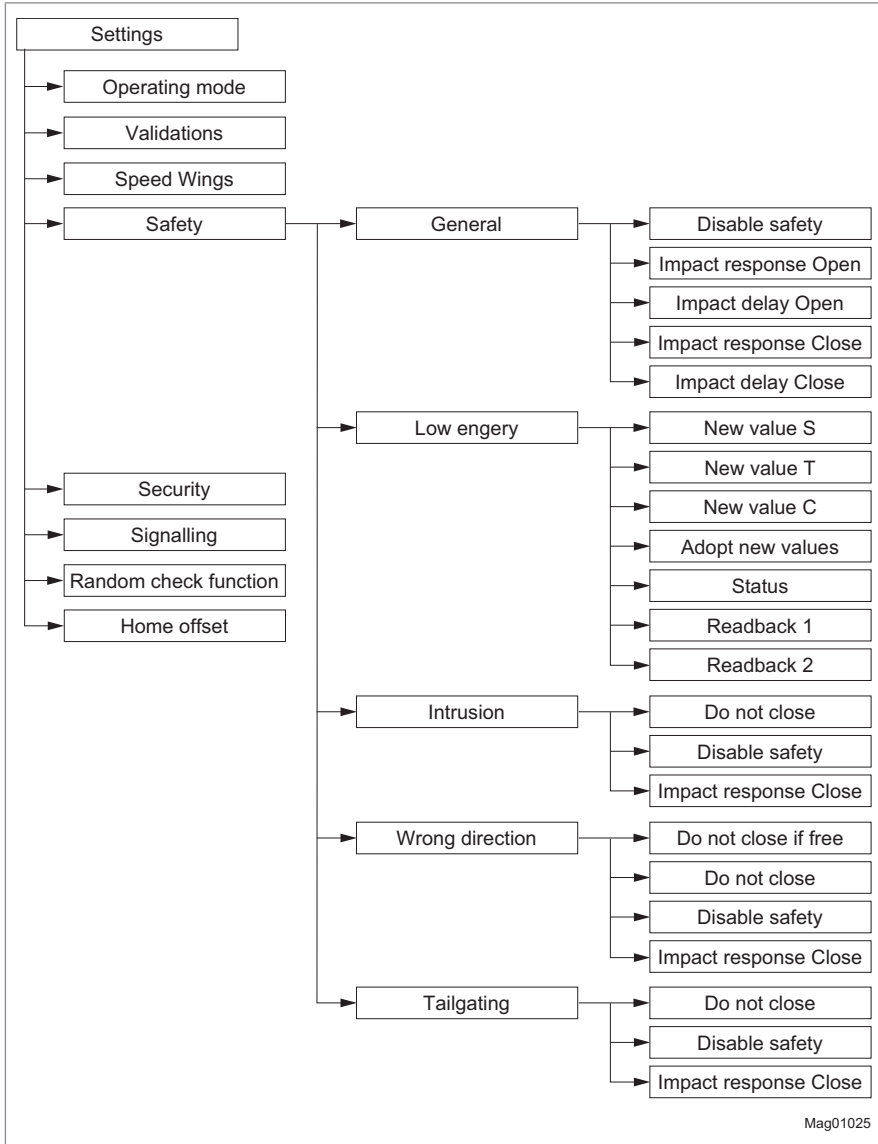 Settings
Operating mode
Validations
Speed Wings
Safety
General
Disable safety
Impact response Open
Impact delay Open
Impact response Close
Impact delay Close
Low engery
New value S
New value T
New value C
Adopt new values
Status
Readback 1
Readback 2
Security
Signalling
Random check function
Home offset
Intrusion
Do not close
Disable safety
Impact response Close
Wrong direction
Do not close if free
Do not close
Disable safety
Impact response Close
Tailgating
Do not close
Disable safety
Impact response Close
Mag01025